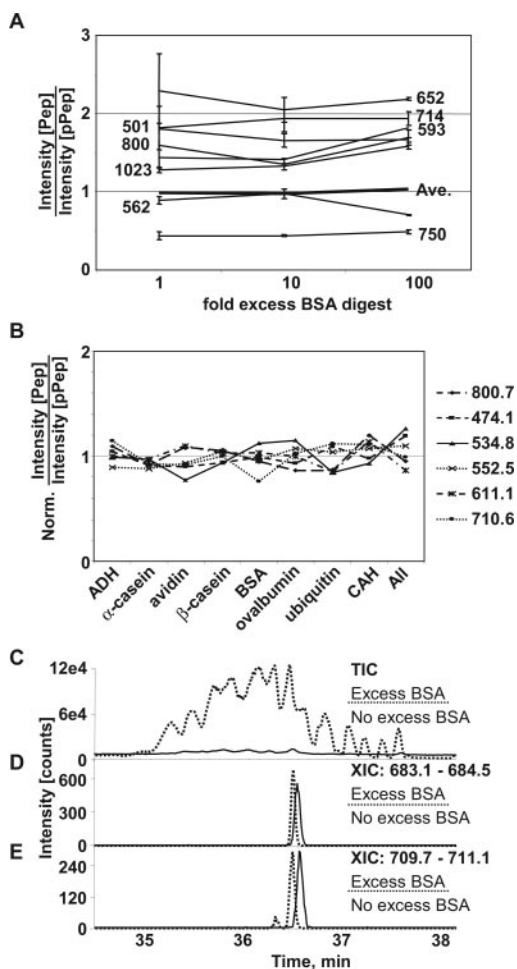 A
Intensity [Pep]
Intensity [pPep]
3
2
1
0
501
800
1023
562
652
714
593
Ave.
750
1 10 100
fold excess BSA digest
B
Norm. Intensity [Pep]
Intensity [pPep]
2
1
0
ADH
α-casein
avidin
β-casein
BSA
ovalbumin
ubiquitin
CAH
All
800.7
474.1
534.8
552.5
611.1
710.6
C
12e4
6e4
0
TIC
Excess BSA
No excess BSA
Intensity [counts]
D
600
300
0
XIC: 683.1 - 684.5
Excess BSA
No excess BSA
E
240
120
0
XIC: 709.7 - 711.1
Excess BSA
No excess BSA
35 36 37 38
Time, min